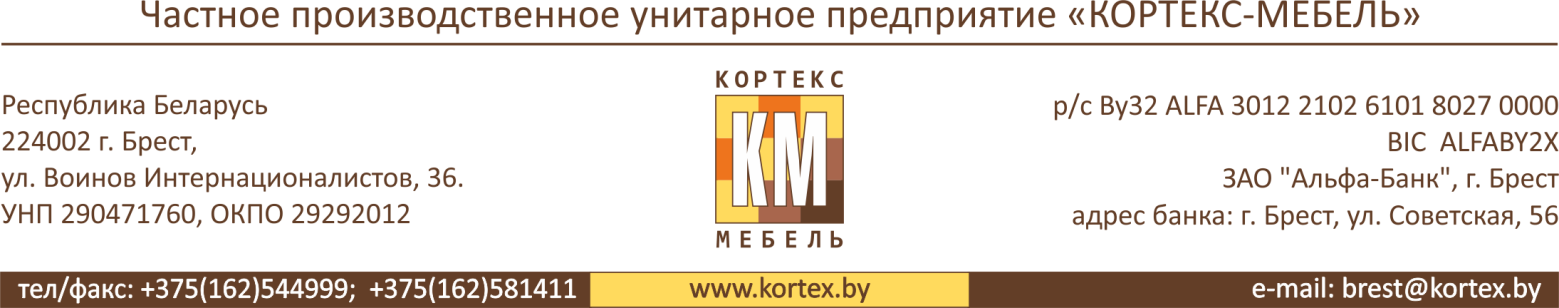 Частное производственное унитарное предприятие «КОРТЕКС-МЕБЕЛЬ»
Республика Беларусь
224002 г. Брест,
ул. Воинов Интернационалистов, 36.
УНП 290471760, ОКПО 29292012
КОРТЕКС
КМ
МЕБЕЛЬ
р/с By32 ALFA 3012 2102 6101 8027 0000
BIC ALFABY2X
ЗАО "Альфа-Банк", г. Брест
адрес банка: г. Брест, ул. Советская, 56
тел/факс: +375(162)544999; +375(162)581411 www.kortex.by e-mail: brest@kortex.by